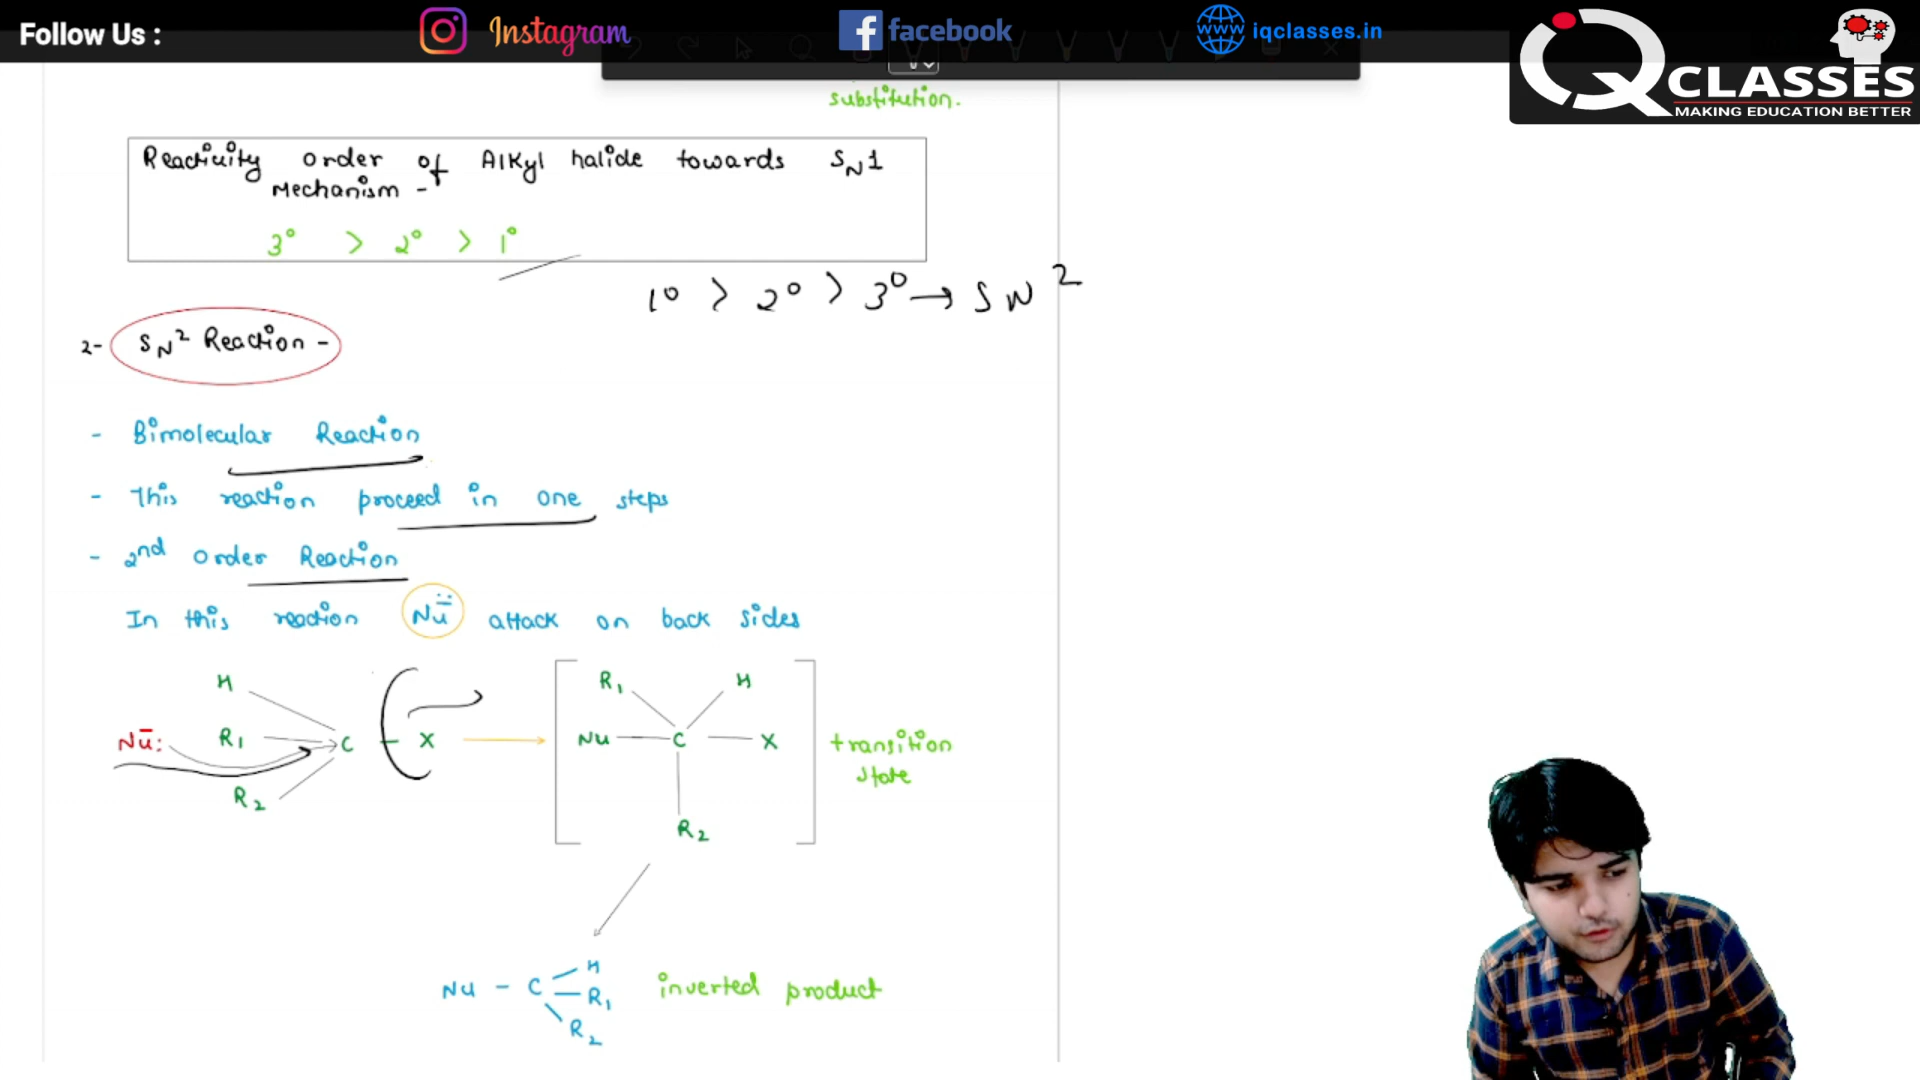 Follow Us :
Instagram
facebook
iqclasses.in
IQ CLASSES
MAKING EDUCATION BETTER
substitution.
Reactivity order of Alkyl halide towards SN1
Mechanism -
3° > 2° > 1°
1° > 2° > 3° → SN2
2- SN2 Reaction -
- Bimolecular Reaction
- This reaction proceed in one steps
- 2nd order Reaction
In this reaction Nu⁻ attack on back sides
H
Nu⁻: R1 C - X
R2
R1 H
Nu C X
R2
transition
state
H
Nu - C - R1
R2
inverted product